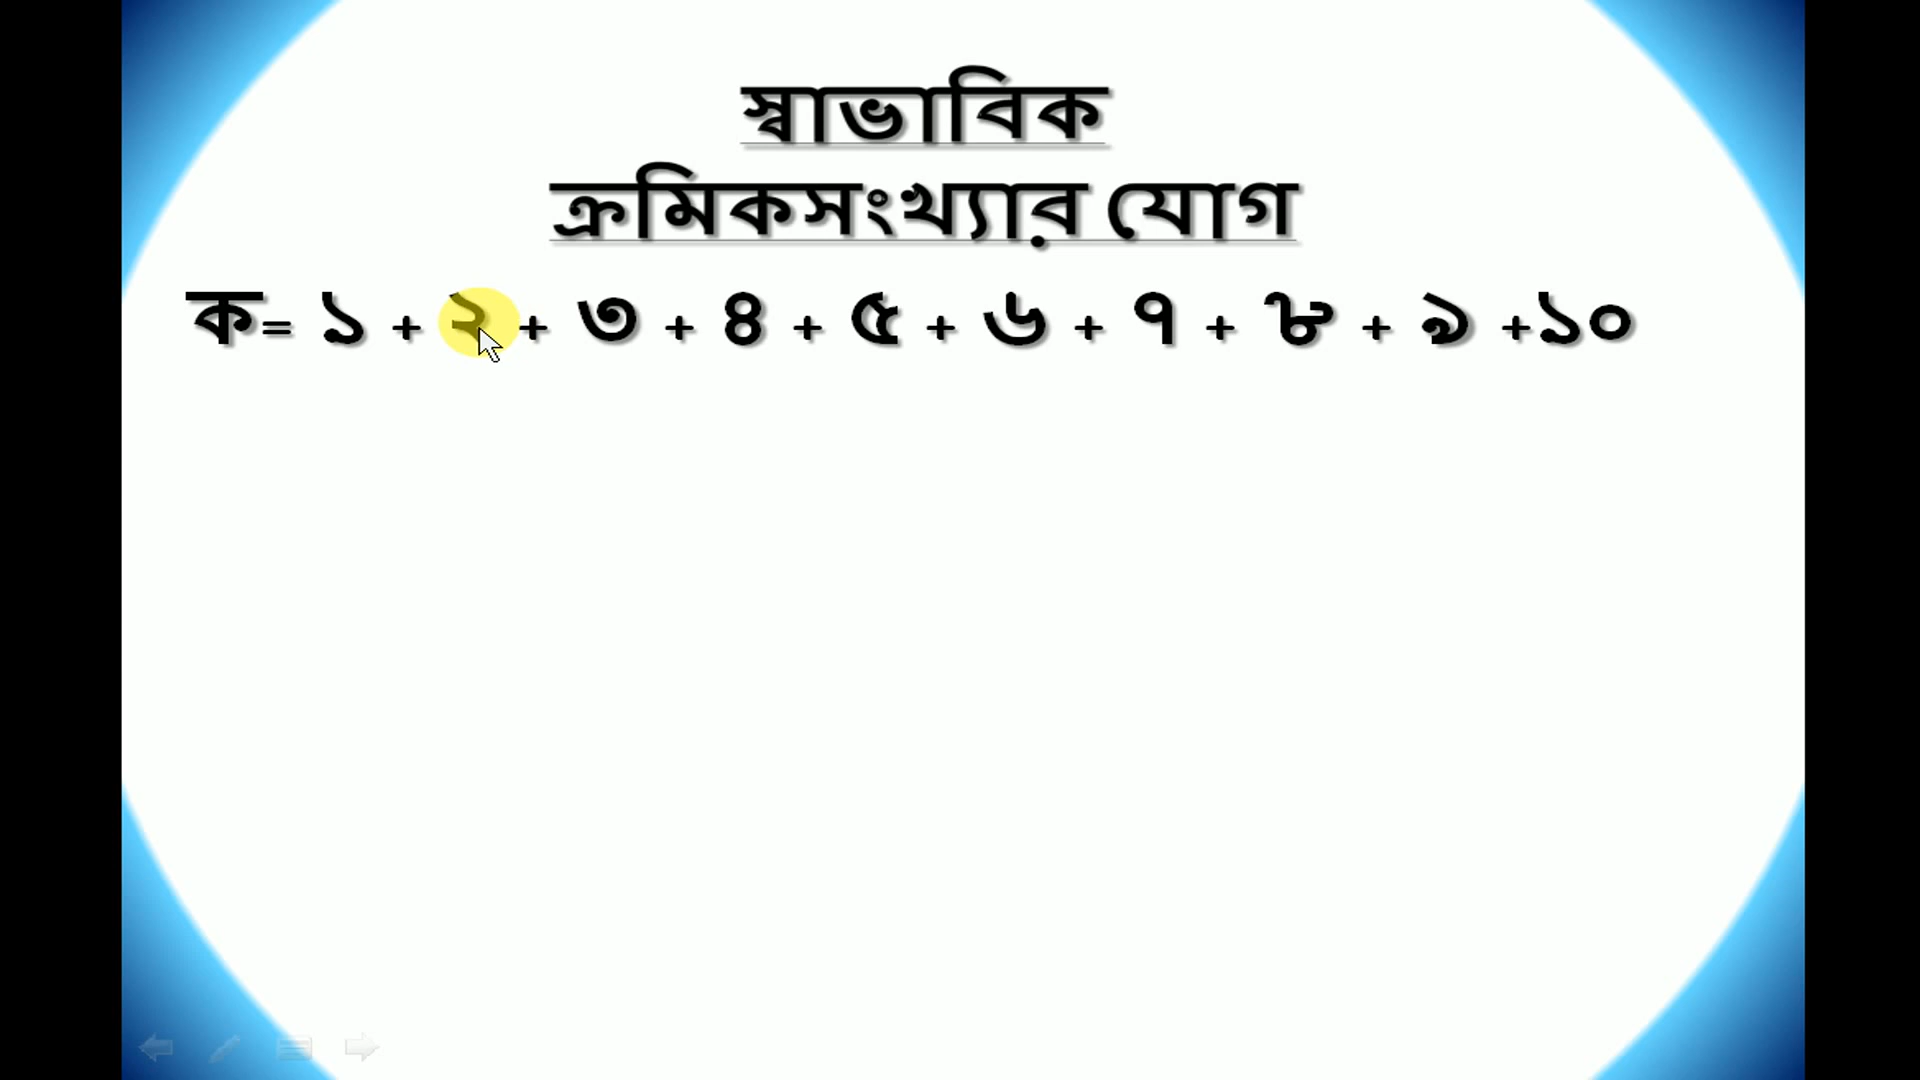 স্বাভাবিক
ক্রমিকসংখ্যার যোগ
ক= ১ + ২ + ৩ + ৪ + ৫ + ৬ + ৭ + ৮ + ৯ +১০